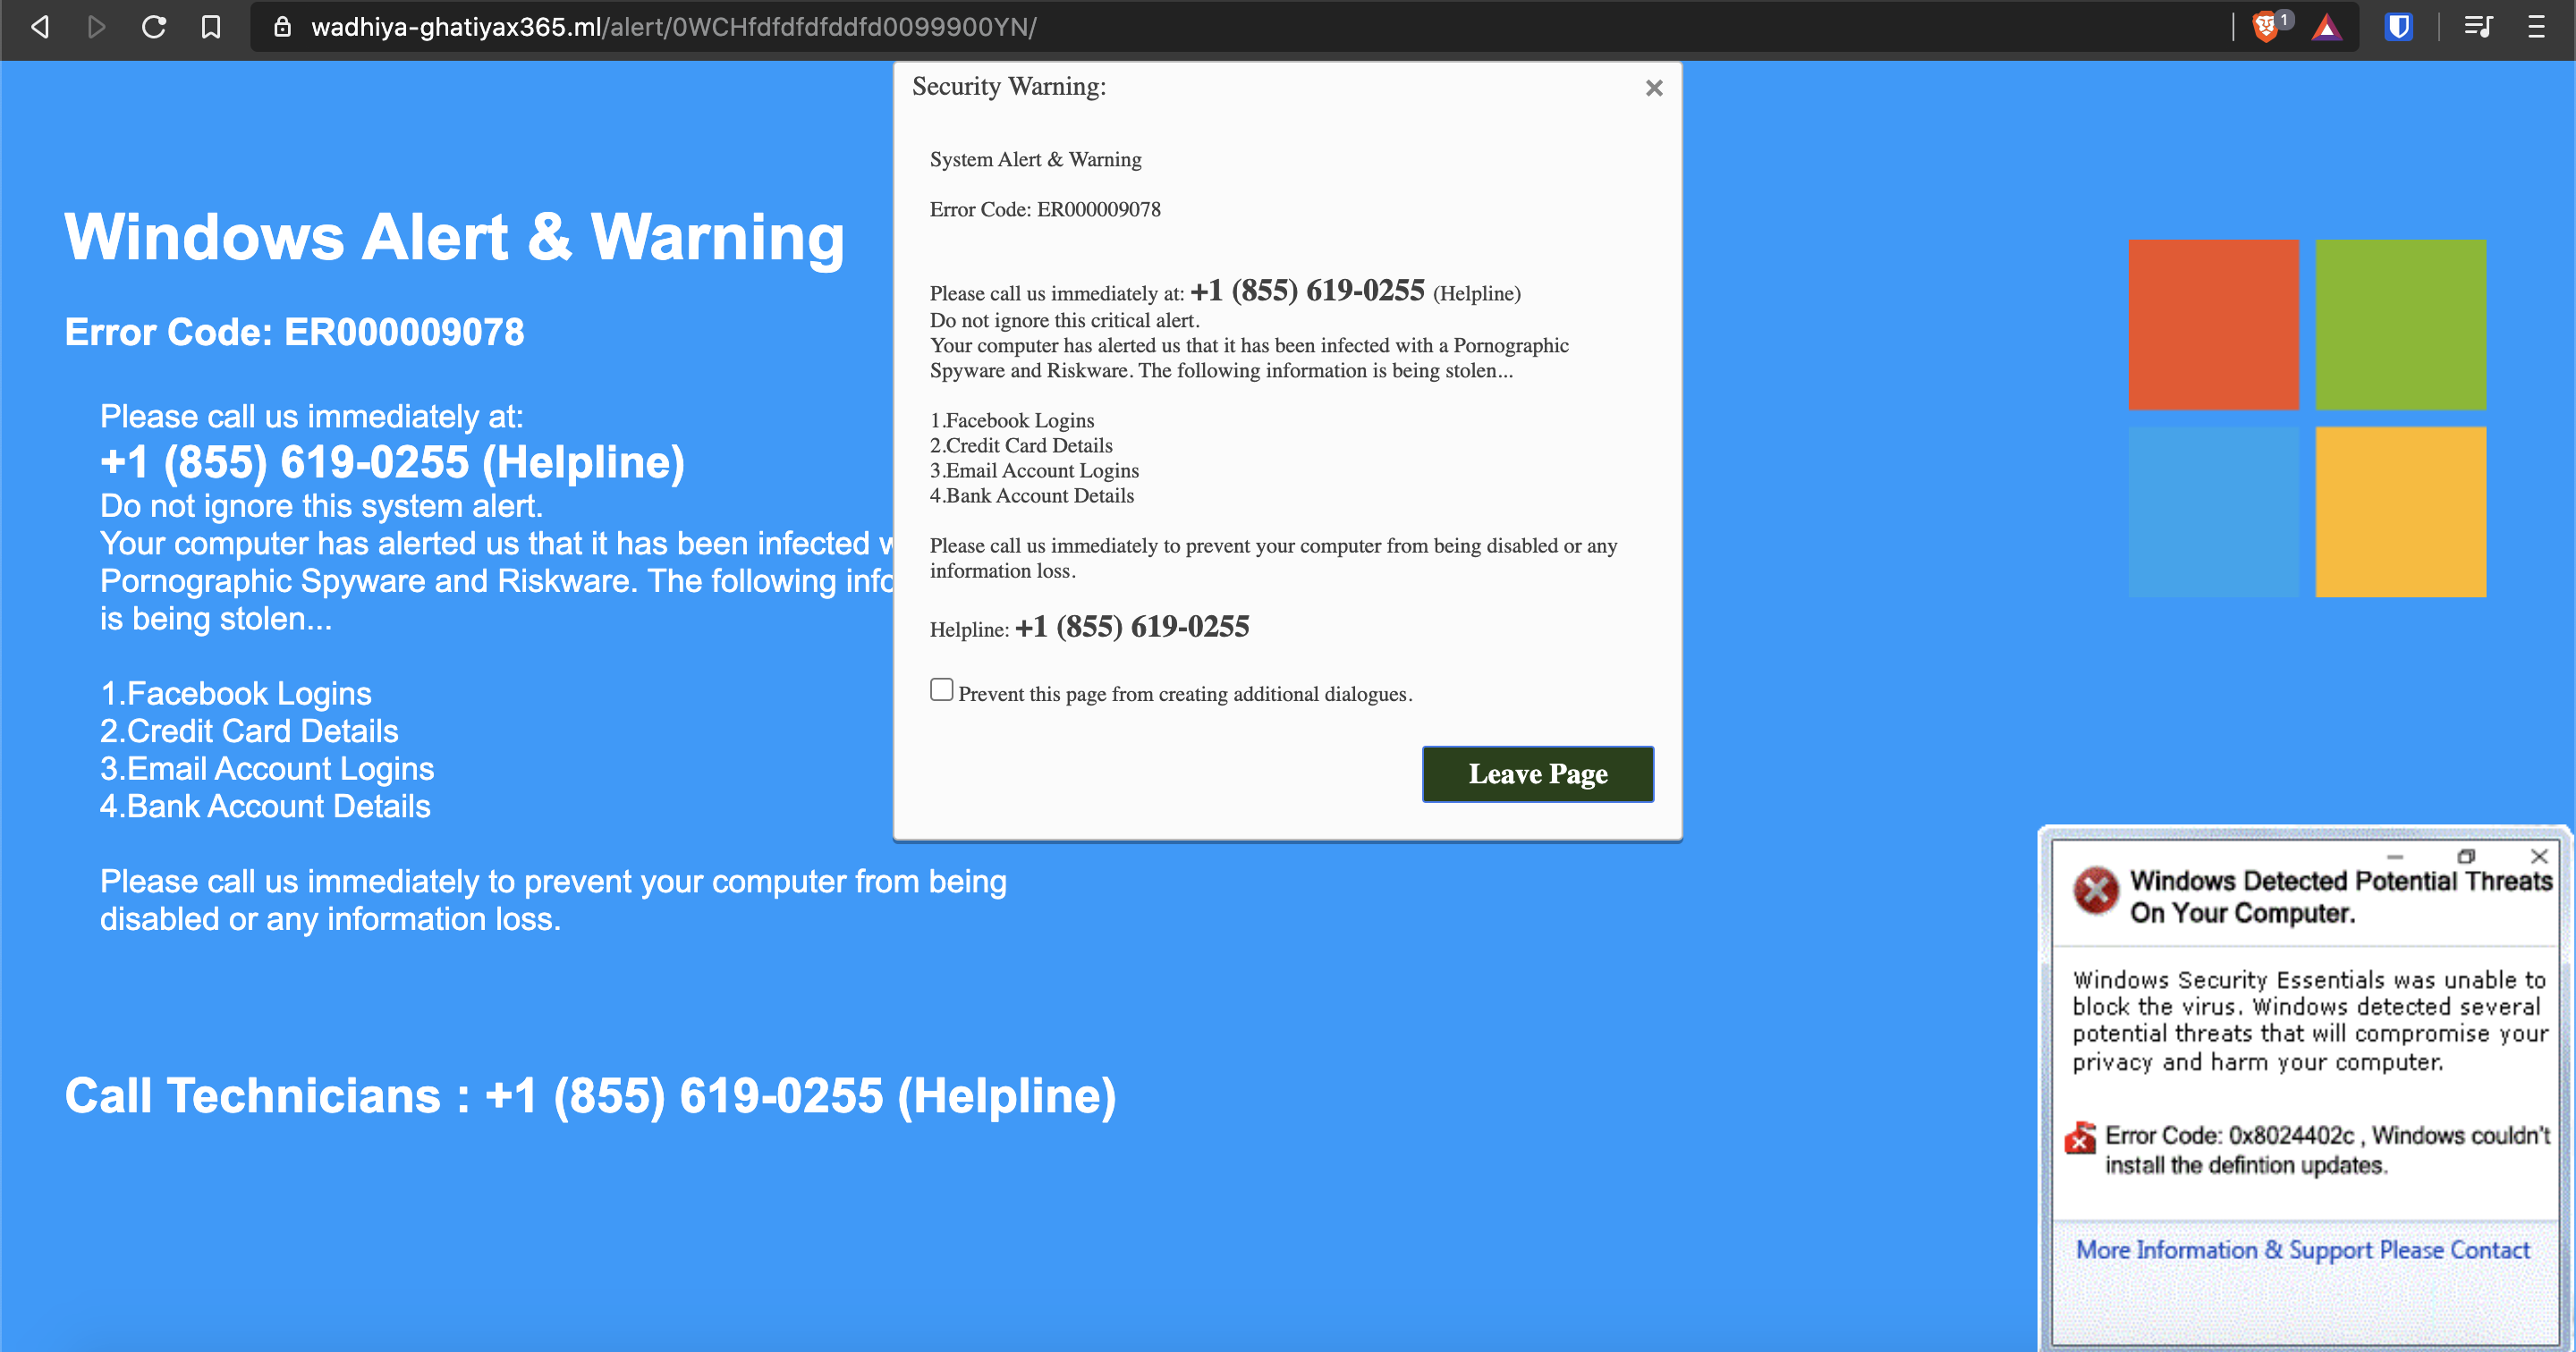 wadhiya-ghatiyax365.ml/alert/0WCHfdfdfdfddfd0099900YN/
1
Windows Alert & Warning
Error Code: ER000009078
Please call us immediately at:
+1 (855) 619-0255 (Helpline)
Do not ignore this system alert.
Your computer has alerted us that it has been infected
Pornographic Spyware and Riskware. The following
is being stolen...
1.Facebook Logins
2.Credit Card Details
3.Email Account Logins
4.Bank Account Details
Please call us immediately to prevent your computer from being
disabled or any information loss.
Call Technicians : +1 (855) 619-0255 (Helpline)
Security Warning:
System Alert & Warning
Error Code: ER000009078
Please call us immediately at: +1 (855) 619-0255 (Helpline)
Do not ignore this critical alert.
Your computer has alerted us that it has been infected with a Pornographic
Spyware and Riskware. The following information is being stolen...
1.Facebook Logins
2.Credit Card Details
3.Email Account Logins
4.Bank Account Details
Please call us immediately to prevent your computer from being disabled or any
information loss.
Helpline: +1 (855) 619-0255
Prevent this page from creating additional dialogues.
Leave Page
Windows Detected Potential Threats
On Your Computer.
Windows Security Essentials was unable to
block the virus. Windows detected several
potential threats that will compromise your
privacy and harm your computer.
Error Code: 0x8024402c , Windows couldn't
install the defintion updates.
More Information & Support Please Contact